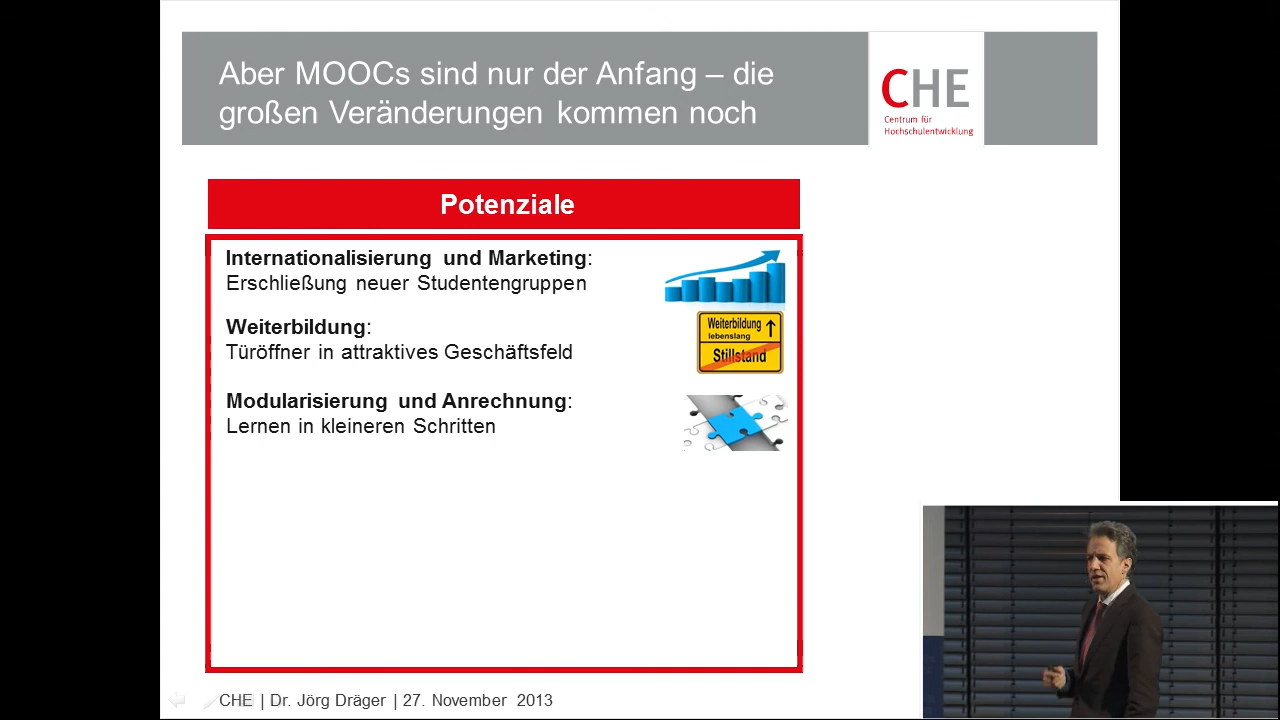 Aber MOOCs sind nur der Anfang – die
großen Veränderungen kommen noch
CHE
Centrum für
Hochschulentwicklung
Potenziale
Internationalisierung und Marketing:
Erschließung neuer Studentengruppen
Weiterbildung:
Türöffner in attraktives Geschäftsfeld
Weiterbildung
lebenslang
Stillstand
Modularisierung und Anrechnung:
Lernen in kleineren Schritten
CHE | Dr. Jörg Dräger | 27. November 2013